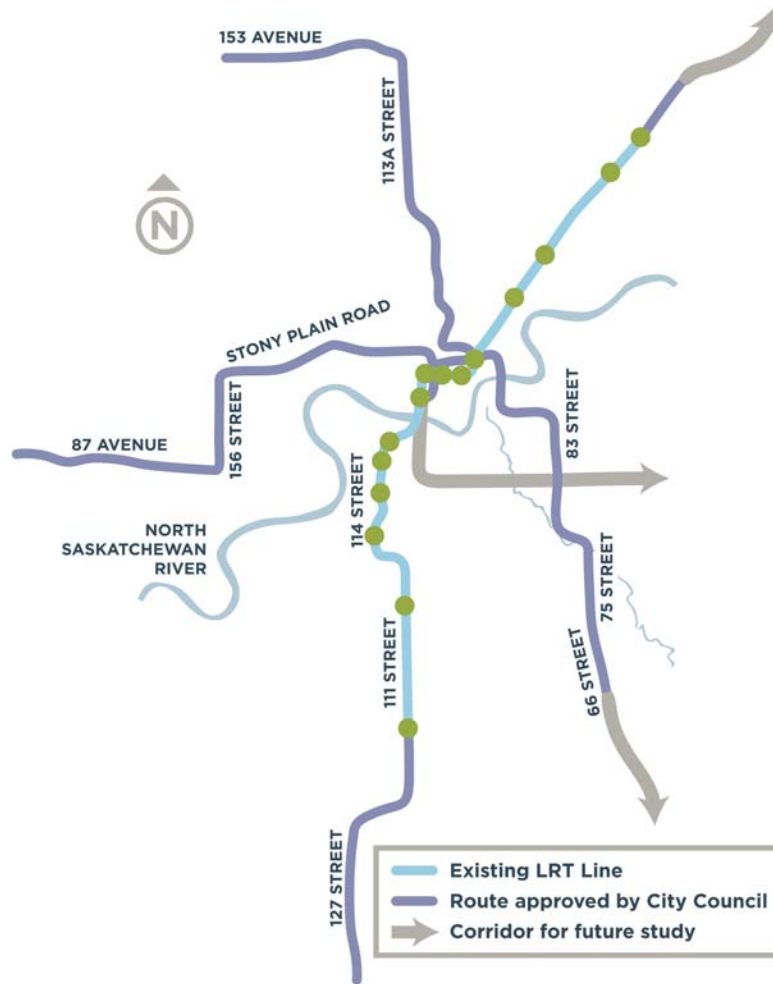 153 AVENUE
113A STREET
N
STONY PLAIN ROAD
83 STREET
87 AVENUE
156 STREET
114 STREET
NORTH
SASKATCHEWAN
RIVER
75 STREET
111 STREET
66 STREET
127 STREET
Existing LRT Line
Route approved by City Council
Corridor for future study